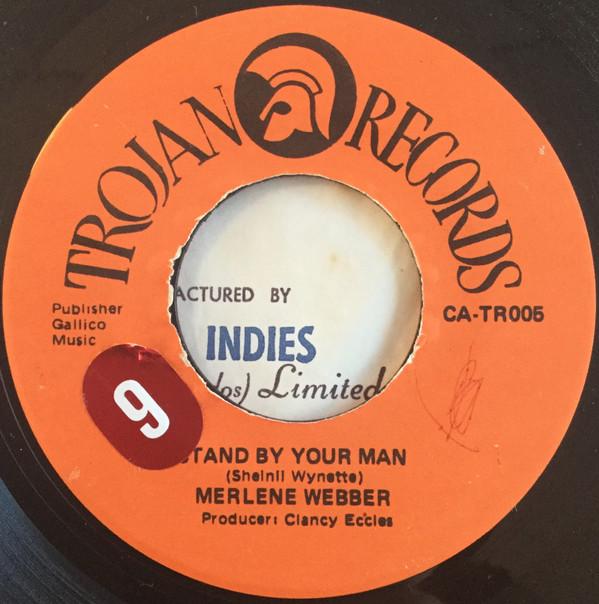 TROJAN RECORDS
Publisher
Gallico
Music
CA-TR005
ACTURED BY
INDIES
dos) Limited
9
STAND BY YOUR MAN
(Sheinll Wynette)
MERLENE WEBBER
Producer: Clancy Eccles